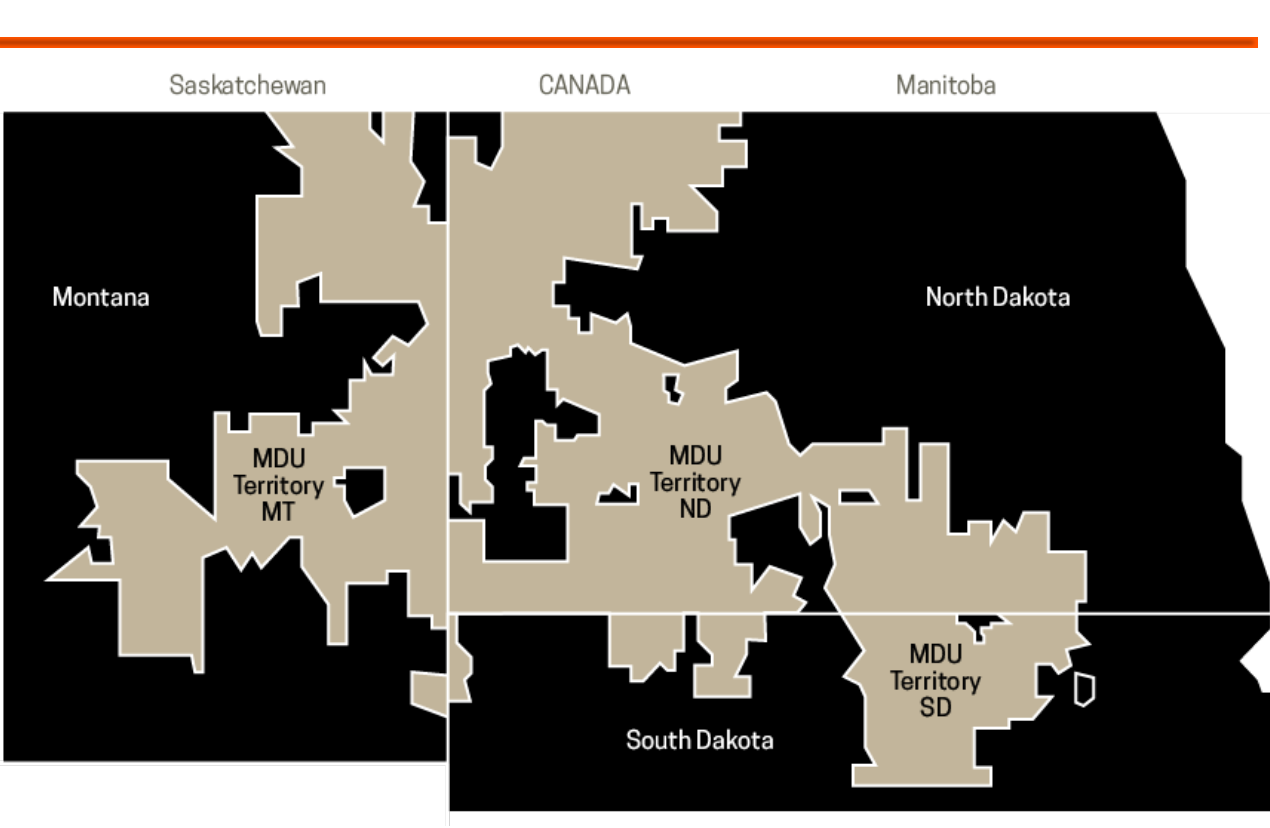 Saskatchewan
CANADA
Manitoba
Montana
North Dakota
MDU
Territory
MT
MDU
Territory
ND
MDU
Territory
SD
South Dakota